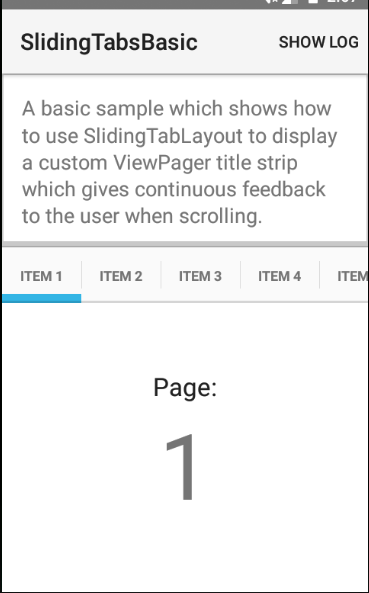 SlidingTabsBasic SHOW LOG
A basic sample which shows how
to use SlidingTabLayout to display
a custom ViewPager title strip
which gives continuous feedback
to the user when scrolling.
ITEM 1 ITEM 2 ITEM 3 ITEM 4 ITEM
Page:
1